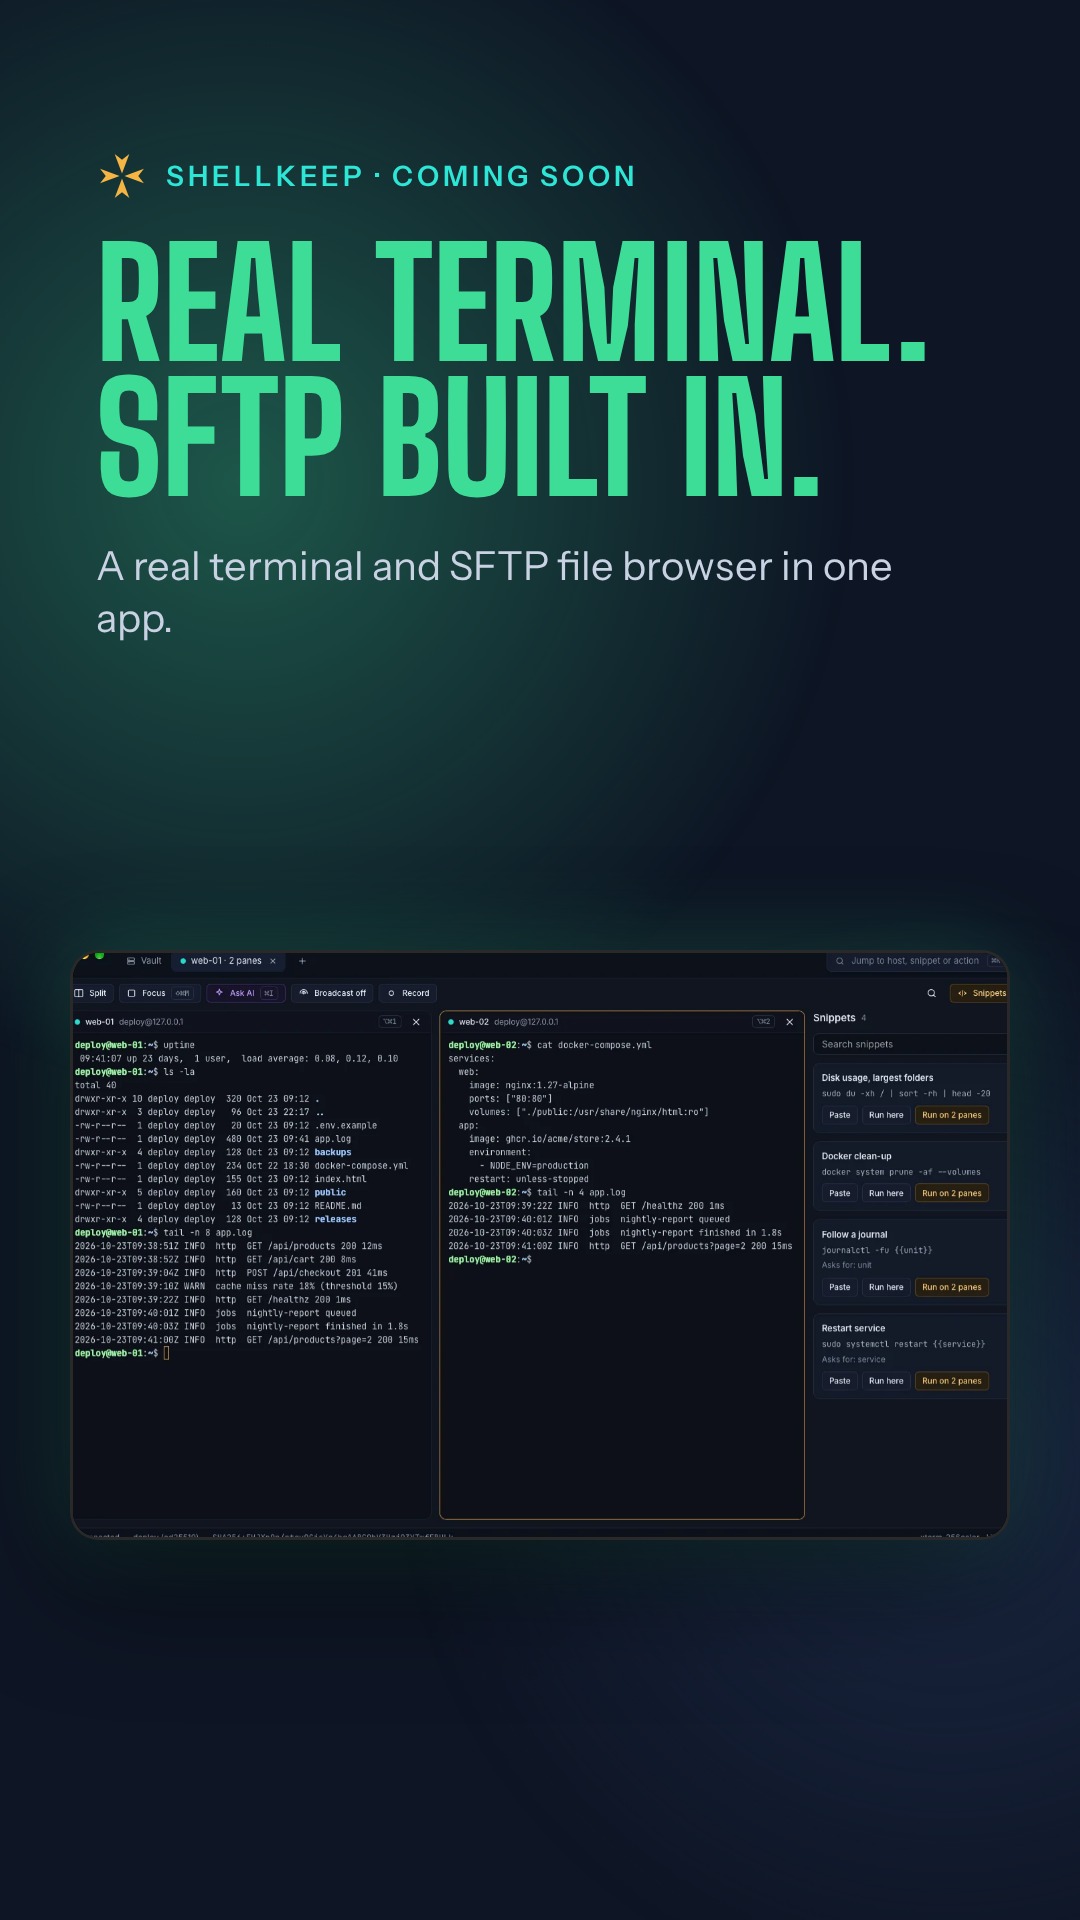 SHELLKEEP · COMING SOON
REAL TERMINAL.
SFTP BUILT IN.
A real terminal and SFTP file browser in one
app.
Vault
web-01 · 2 panes × +
Jump to host, snippet or action
Split Focus Ask AI ⌘I Broadcast off Record
Snippets
web-01 deploy@127.0.0.1 ⌥⌘1 ×
deploy@web-01:~$ uptime
09:41:07 up 23 days, 1 user, load average: 0.08, 0.12, 0.10
deploy@web-01:~$ ls -la
total 40
drwxr-xr-x 10 deploy deploy 320 Oct 23 09:12 .
drwxr-xr-x 3 deploy deploy 96 Oct 23 22:17 ..
-rw-r--r-- 1 deploy deploy 20 Oct 23 09:12 .env.example
-rw-r--r-- 1 deploy deploy 480 Oct 23 09:41 app.log
drwxr-xr-x 4 deploy deploy 128 Oct 23 09:12 backups
-rw-r--r-- 1 deploy deploy 234 Oct 22 18:30 docker-compose.yml
-rw-r--r-- 1 deploy deploy 155 Oct 23 09:12 index.html
drwxr-xr-x 5 deploy deploy 160 Oct 23 09:12 public
-rw-r--r-- 1 deploy deploy 13 Oct 23 09:12 README.md
drwxr-xr-x 4 deploy deploy 128 Oct 23 09:12 releases
deploy@web-01:~$ tail -n 8 app.log
2026-10-23T09:38:51Z INFO http GET /api/products 200 12ms
2026-10-23T09:38:52Z INFO http GET /api/cart 200 8ms
2026-10-23T09:39:04Z INFO http POST /api/checkout 201 41ms
2026-10-23T09:39:10Z WARN cache miss rate 18% (threshold 15%)
2026-10-23T09:39:22Z INFO http GET /healthz 200 1ms
2026-10-23T09:40:01Z INFO jobs nightly-report queued
2026-10-23T09:40:03Z INFO jobs nightly-report finished in 1.8s
2026-10-23T09:41:00Z INFO http GET /api/products?page=2 200 15ms
deploy@web-01:~$
web-02 deploy@127.0.0.1 ⌥⌘2 ×
deploy@web-02:~$ cat docker-compose.yml
services:
web:
image: nginx:1.27-alpine
ports: ["80:80"]
volumes: ["./public:/usr/share/nginx/html:ro"]
app:
image: ghcr.io/acme/store:2.4.1
environment:
- NODE_ENV=production
restart: unless-stopped
deploy@web-02:~$ tail -n 4 app.log
2026-10-23T09:39:22Z INFO http GET /healthz 200 1ms
2026-10-23T09:40:01Z INFO jobs nightly-report queued
2026-10-23T09:40:03Z INFO jobs nightly-report finished in 1.8s
2026-10-23T09:41:00Z INFO http GET /api/products?page=2 200 15ms
deploy@web-02:~$
Snippets 4
Search snippets
Disk usage, largest folders
sudo du -xh / | sort -rh | head -20
Paste Run here Run on 2 panes
Docker clean-up
docker system prune -af --volumes
Paste Run here Run on 2 panes
Follow a journal
journalctl -fu {{unit}}
Asks for: unit
Paste Run here Run on 2 panes
Restart service
sudo systemctl restart {{service}}
Asks for: service
Paste Run here Run on 2 panes